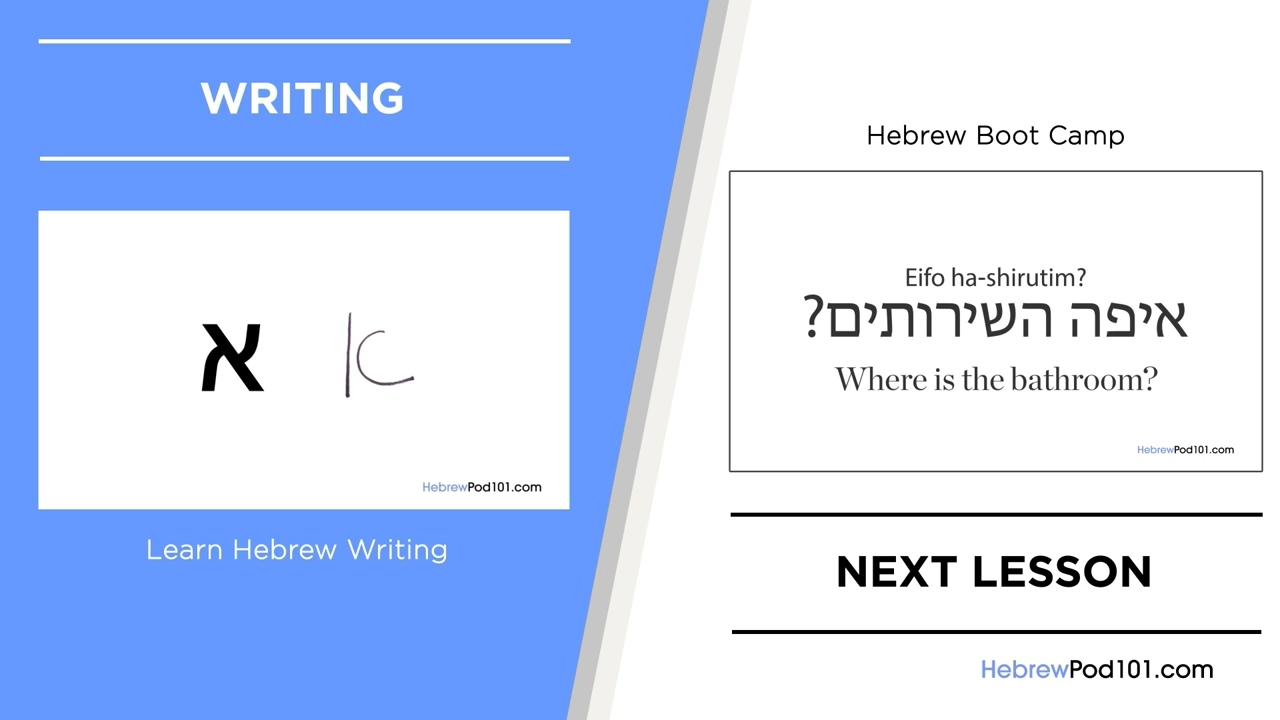 WRITING
א א
HebrewPod101.com
Learn Hebrew Writing
Hebrew Boot Camp
Eifo ha-shirutim?
איפה השירותים?
Where is the bathroom?
HebrewPod101.com
NEXT LESSON
HebrewPod101.com